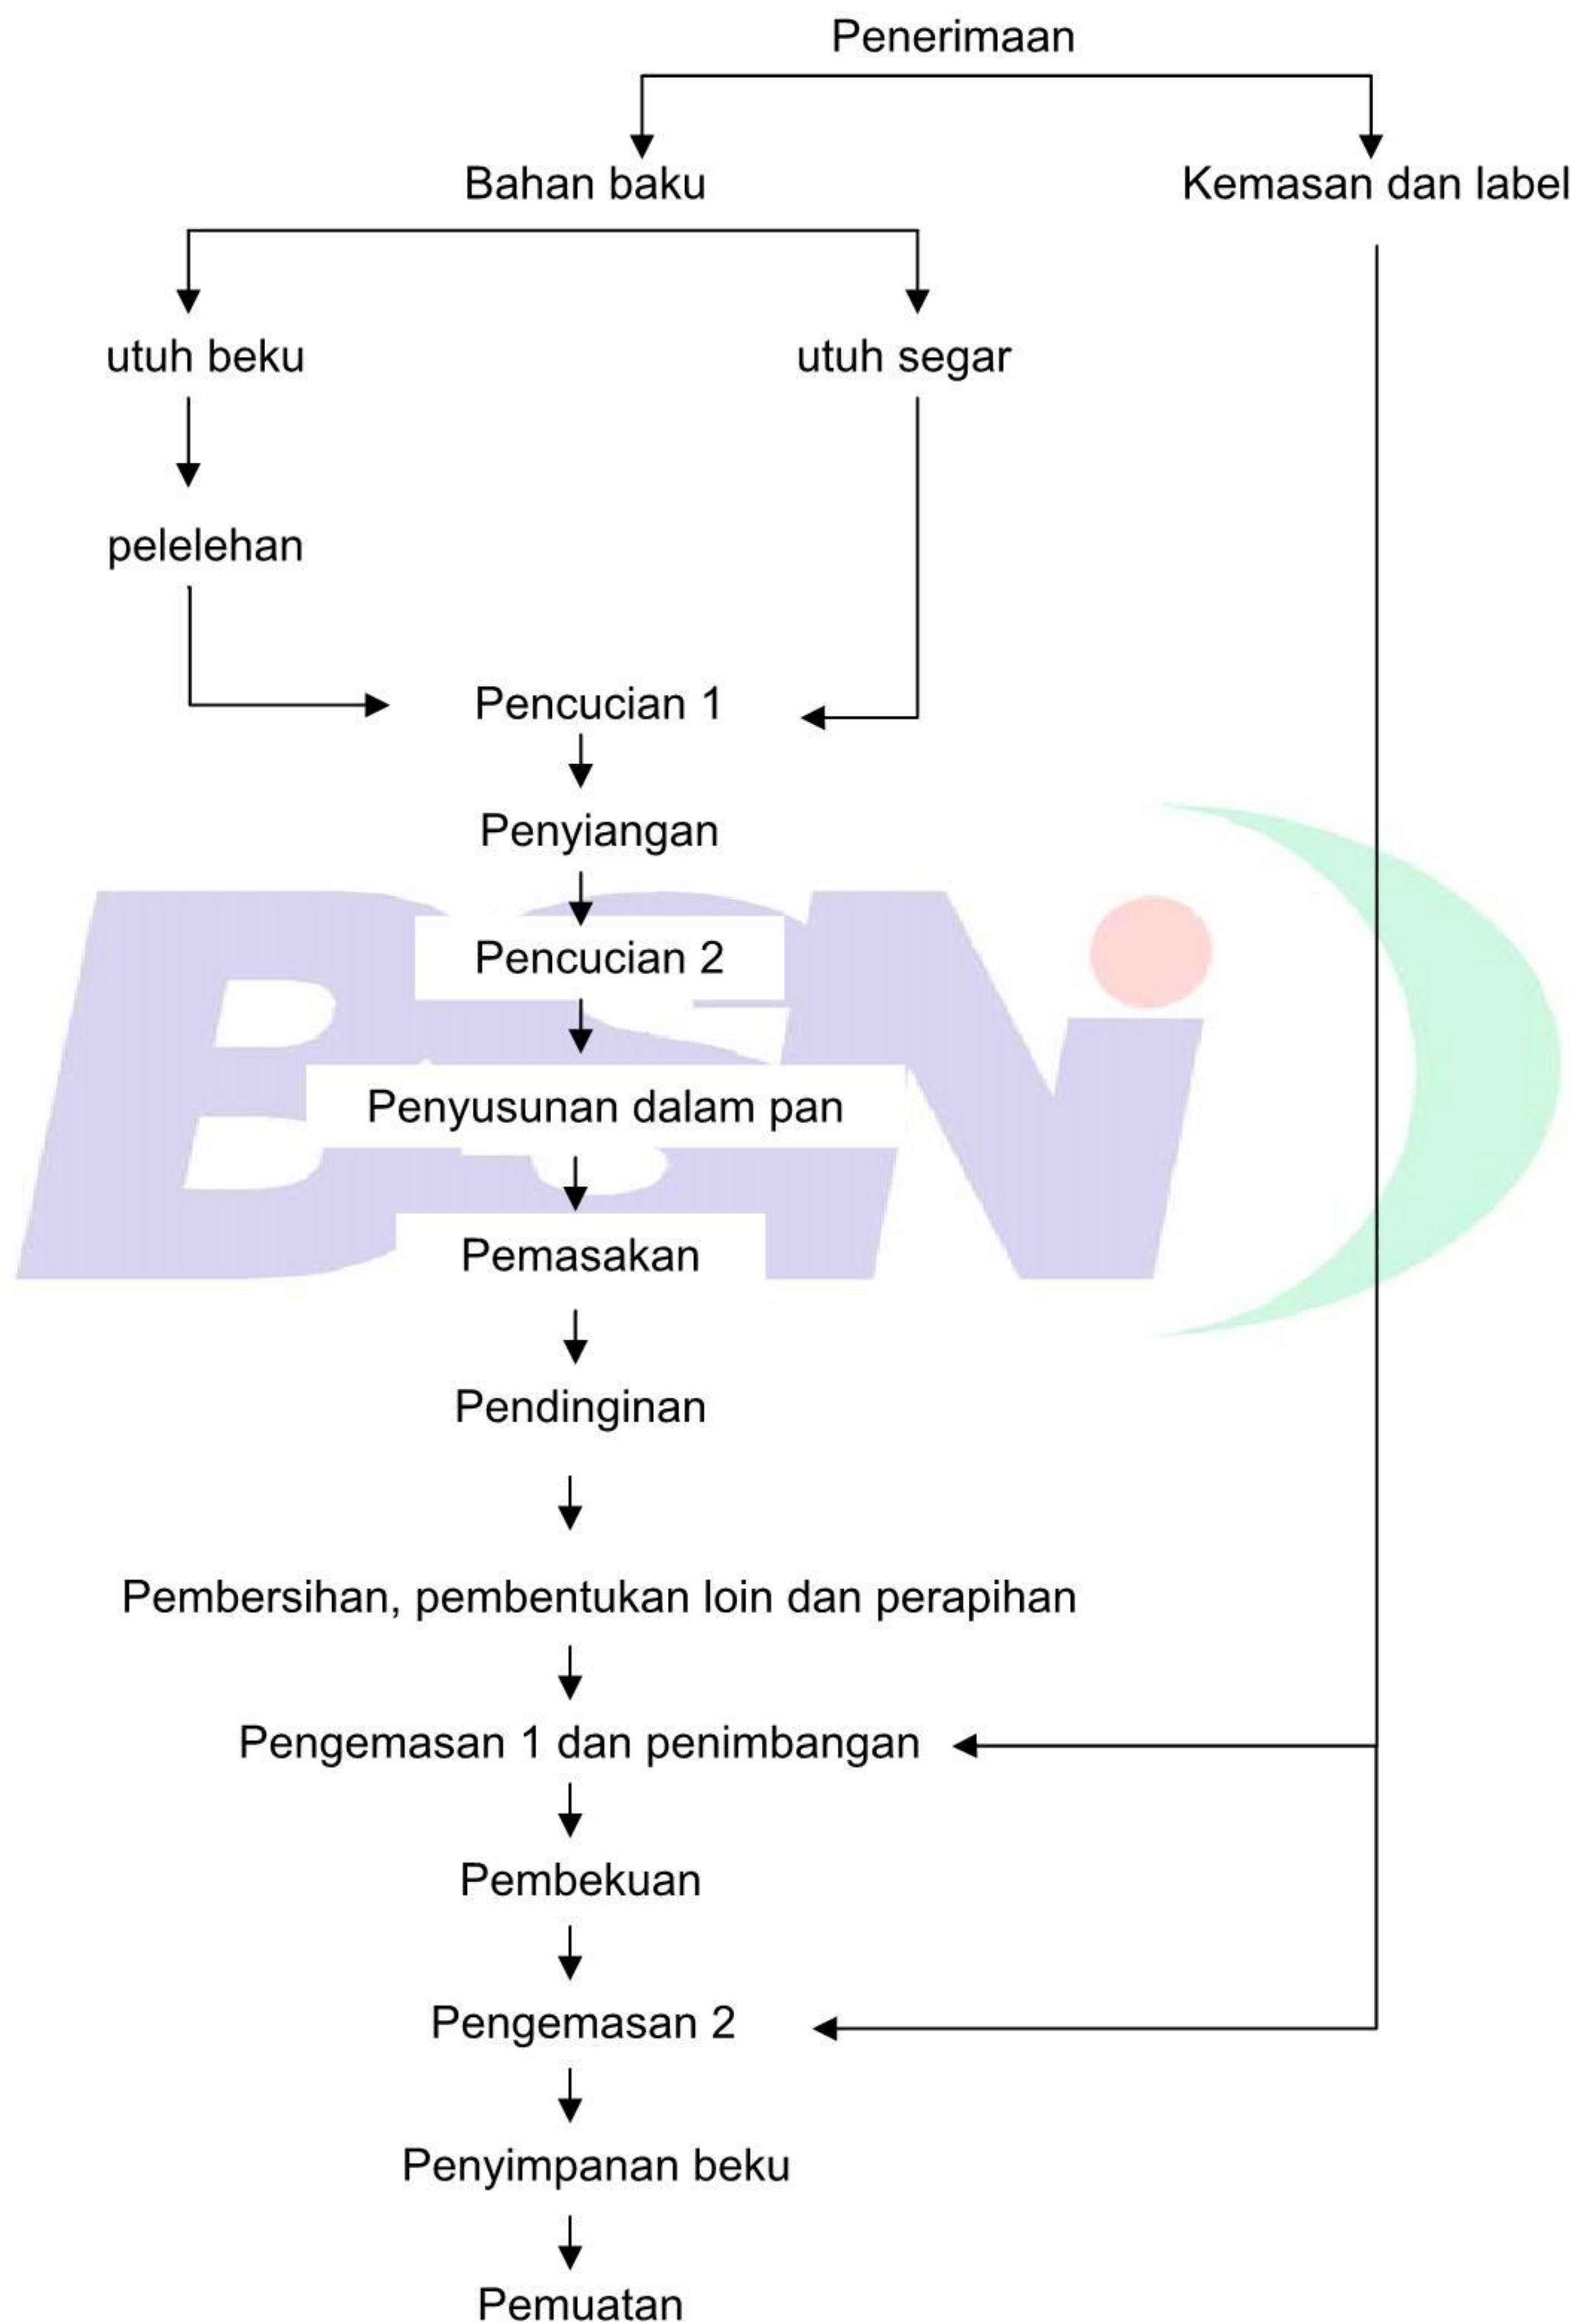 Penerimaan
Bahan baku
Kemasan dan label
utuh beku
utuh segar
pelelehan
Pencucian 1
Penyiangan
Pencucian 2
Penyusunan dalam pan
Pemasakan
Pendinginan
Pembersihan, pembentukan loin dan perapihan
Pengemasan 1 dan penimbangan
Pembekuan
Pengemasan 2
Penyimpanan beku
Pemuatan
BSNi